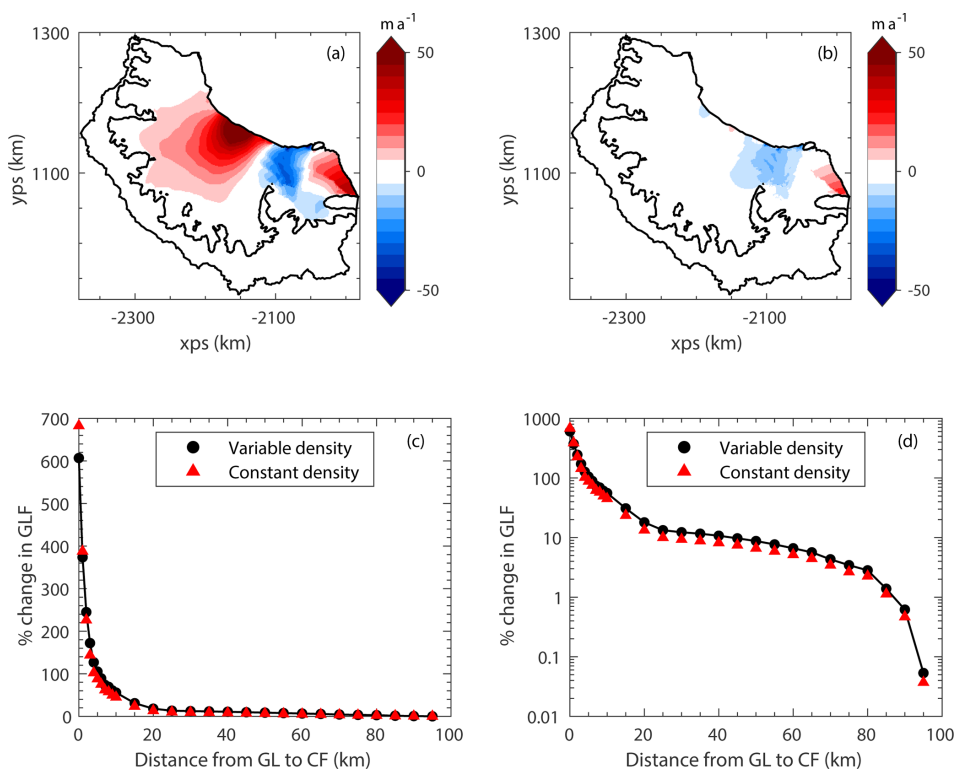 m a-1
m a-1
1300
(a)
50
1300
(b)
50
yps (km)
1100
0
yps (km)
1100
0
-50
-50
-2300
-2100
-2300
-2100
xps (km)
xps (km)
700
600
500
400
300
200
100
0
% change in GLF
Variable density
Constant density
(c)
0
20
40
60
80
100
Distance from GL to CF (km)
1000
100
10
1
0.1
0.01
% change in GLF
Variable density
Constant density
(d)
0
20
40
60
80
100
Distance from GL to CF (km)